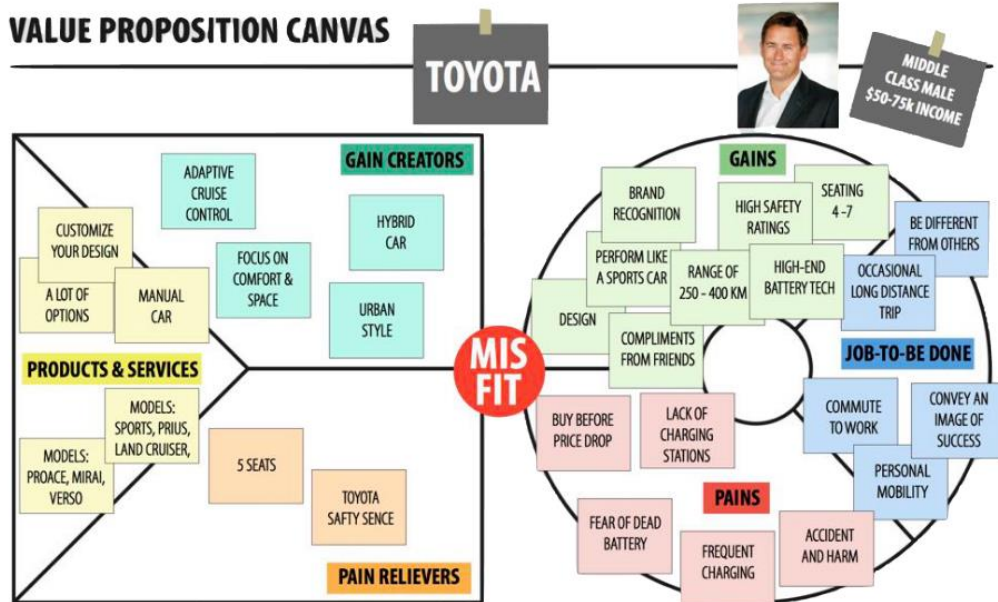 VALUE PROPOSITION CANVAS
TOYOTA
MIDDLE
CLASS MALE
$50-75k INCOME
GAIN CREATORS
ADAPTIVE
CRUISE
CONTROL
HYBRID
CAR
FOCUS ON
COMFORT &
SPACE
URBAN
STYLE
CUSTOMIZE
YOUR DESIGN
A LOT OF
OPTIONS
MANUAL
CAR
PRODUCTS & SERVICES
MODELS:
SPORTS, PRIUS,
LAND CRUISER,
MODELS:
PROACE, MIRAI,
VERSO
5 SEATS
TOYOTA
SAFTY SENCE
PAIN RELIEVERS
MIS
FIT
GAINS
BRAND
RECOGNITION
HIGH SAFETY
RATINGS
SEATING
4 -7
PERFORM LIKE
A SPORTS CAR
RANGE OF
250 – 400 KM
HIGH-END
BATTERY TECH
DESIGN
COMPLIMENTS
FROM FRIENDS
BE DIFFERENT
FROM OTHERS
OCCASIONAL
LONG DISTANCE
TRIP
JOB-TO-BE DONE
COMMUTE
TO WORK
CONVEY AN
IMAGE OF
SUCCESS
PERSONAL
MOBILITY
BUY BEFORE
PRICE DROP
LACK OF
CHARGING
STATIONS
PAINS
FEAR OF DEAD
BATTERY
FREQUENT
CHARGING
ACCIDENT
AND HARM